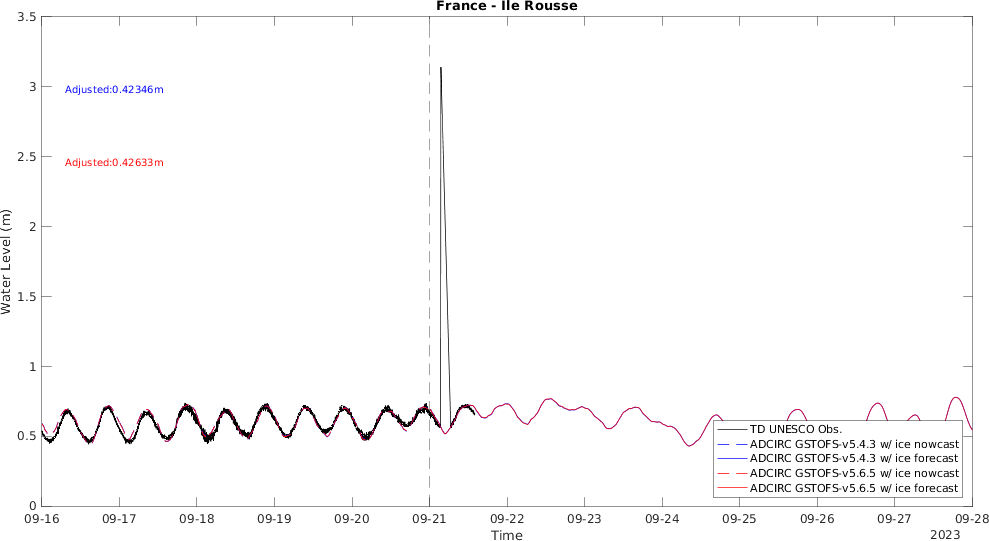 France - Ile Rousse
3.5
3
2.5
2
1.5
1
0.5
0
Water Level (m)
Adjusted:0.42346m
Adjusted:0.42633m
TD UNESCO Obs.
ADCIRC GSTOFS-v5.4.3 w/ ice nowcast
ADCIRC GSTOFS-v5.4.3 w/ ice forecast
ADCIRC GSTOFS-v5.6.5 w/ ice nowcast
ADCIRC GSTOFS-v5.6.5 w/ ice forecast
09-16 09-17 09-18 09-19 09-20 09-21 09-22 09-23 09-24 09-25 09-26 09-27 09-28
Time
2023